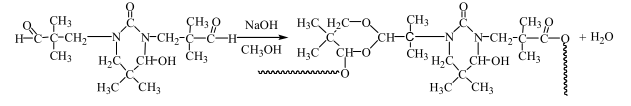 O O O
H–C C–CH₂–N N–CH₂–C–C–H
CH₃ CH₃ CH₃ CH₃
H₂C CH–OH
C
H₃C CH₃
NaOH
CH₃OH
H₃C H₂C–O CH₃ O CH₃ O
C CH–C–N N–CH₂–C–C–O + H₂O
H₃C CH–O CH₃ H₂C CH–OH CH₃
O C
H₃C CH₃